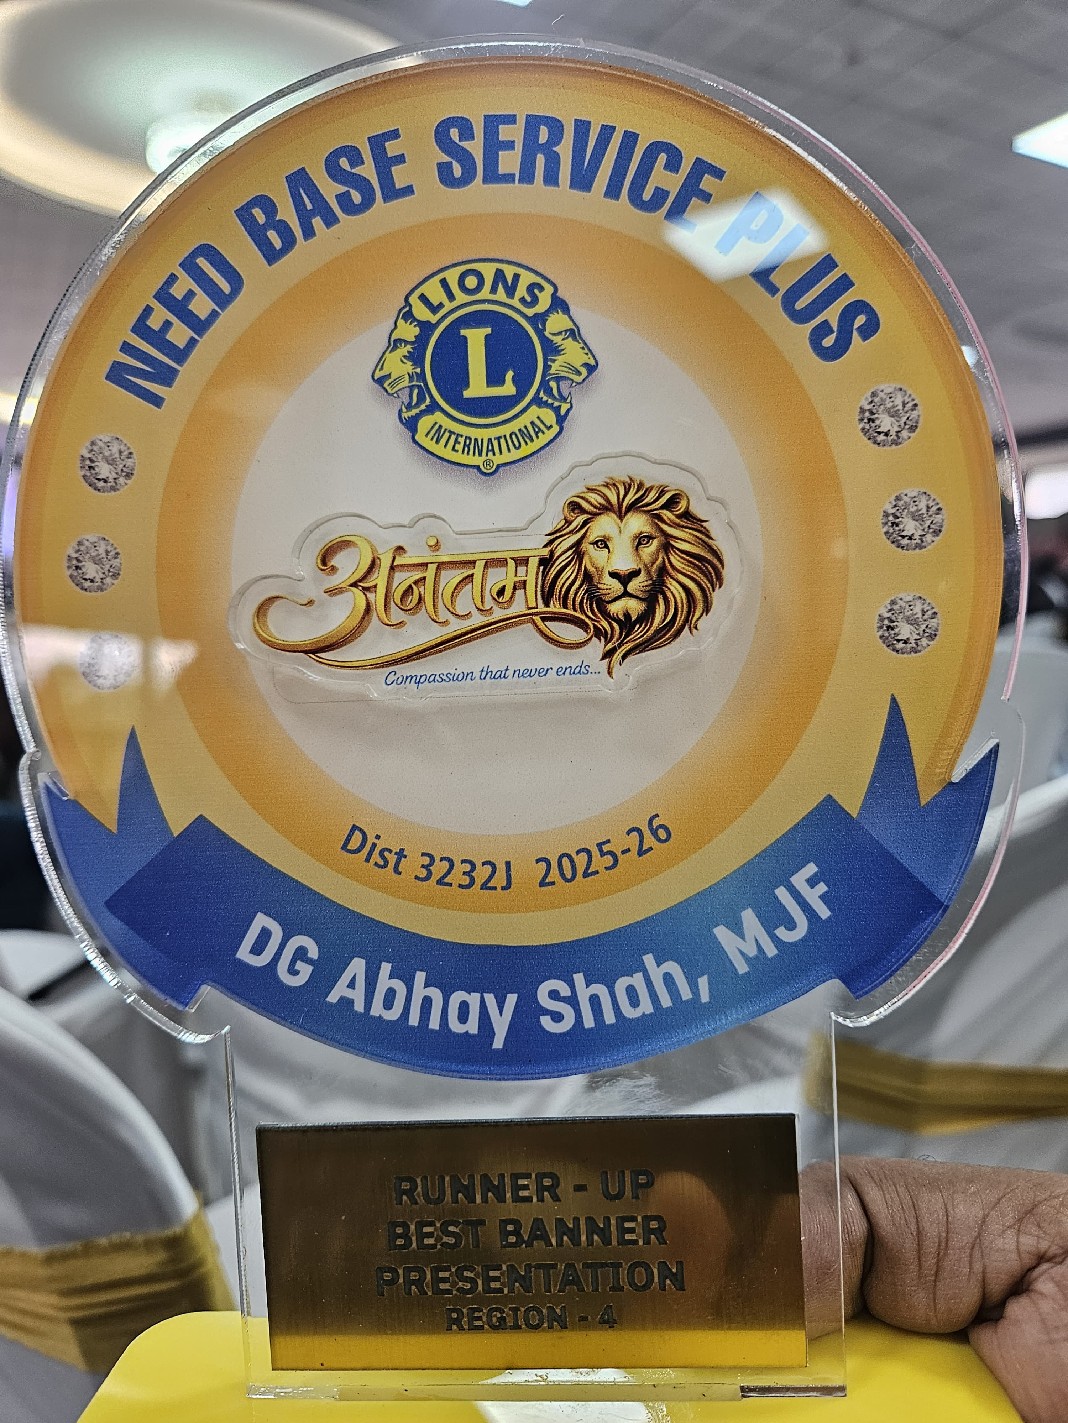 NEED BASE SERVICE PLUS
LIONS
L
INTERNATIONAL
®
अनंतम
Compassion that never ends...
Dist 3232J 2025-26
DG Abhay Shah, MJF
RUNNER - UP
BEST BANNER
PRESENTATION
REGION - 4